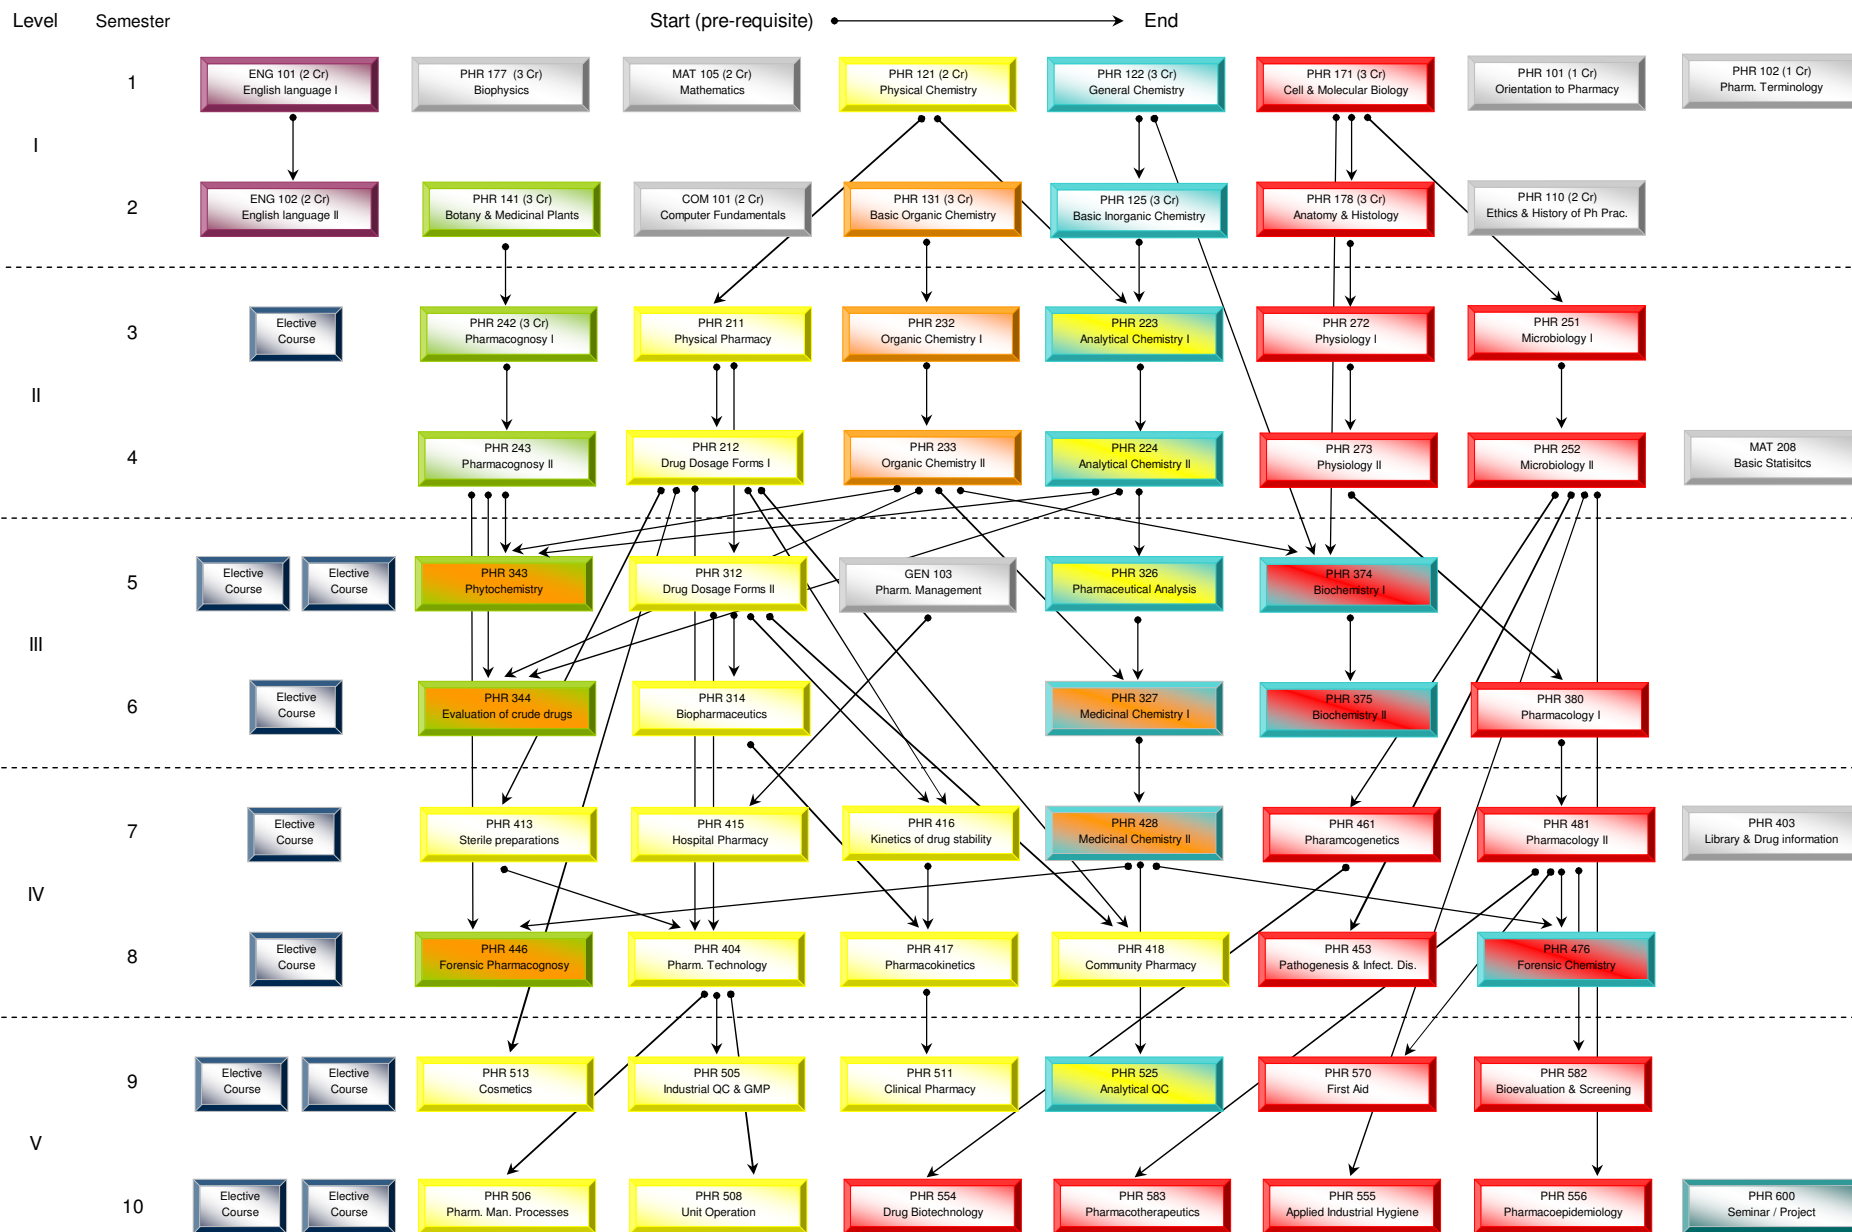 Level Semester Start (pre-requisite) End
1
ENG 101 (2 Cr)
English language I
PHR 177 (3 Cr)
Biophysics
MAT 105 (2 Cr)
Mathematics
PHR 121 (2 Cr)
Physical Chemistry
PHR 122 (3 Cr)
General Chemistry
PHR 171 (3 Cr)
Cell & Molecular Biology
PHR 101 (1 Cr)
Orientation to Pharmacy
PHR 102 (1 Cr)
Pharm. Terminology
I
2
ENG 102 (2 Cr)
English language II
PHR 141 (3 Cr)
Botany & Medicinal Plants
COM 101 (2 Cr)
Computer Fundamentals
PHR 131 (3 Cr)
Basic Organic Chemistry
PHR 125 (3 Cr)
Basic Inorganic Chemistry
PHR 178 (3 Cr)
Anatomy & Histology
PHR 110 (2 Cr)
Ethics & History of Ph Prac.
3
Elective
Course
PHR 242 (3 Cr)
Pharmacognosy I
PHR 211
Physical Pharmacy
PHR 232
Organic Chemistry I
PHR 223
Analytical Chemistry I
PHR 272
Physiology I
PHR 251
Microbiology I
II
4
PHR 243
Pharmacognosy II
PHR 212
Drug Dosage Forms I
PHR 233
Organic Chemistry II
PHR 224
Analytical Chemistry II
PHR 273
Physiology II
PHR 252
Microbiology II
MAT 208
Basic Statisitcs
5
Elective
Course
Elective
Course
PHR 343
Phytochemistry
PHR 312
Drug Dosage Forms II
GEN 103
Pharm. Management
PHR 326
Pharmaceutical Analysis
PHR 374
Biochemistry I
III
6
Elective
Course
PHR 344
Evaluation of crude drugs
PHR 314
Biopharmaceutics
PHR 327
Medicinal Chemistry I
PHR 375
Biochemistry II
PHR 380
Pharmacology I
7
Elective
Course
PHR 413
Sterile preparations
PHR 415
Hospital Pharmacy
PHR 416
Kinetics of drug stability
PHR 428
Medicinal Chemistry II
PHR 461
Pharamcogenetics
PHR 481
Pharmacology II
PHR 403
Library & Drug information
IV
8
Elective
Course
PHR 446
Forensic Pharmacognosy
PHR 404
Pharm. Technology
PHR 417
Pharmacokinetics
PHR 418
Community Pharmacy
PHR 453
Pathogenesis & Infect. Dis.
PHR 476
Forensic Chemistry
9
Elective
Course
Elective
Course
PHR 513
Cosmetics
PHR 505
Industrial QC & GMP
PHR 511
Clinical Pharmacy
PHR 525
Analytical QC
PHR 570
First Aid
PHR 582
Bioevaluation & Screening
V
10
Elective
Course
Elective
Course
PHR 506
Pharm. Man. Processes
PHR 508
Unit Operation
PHR 554
Drug Biotechnology
PHR 583
Pharmacotherapeutics
PHR 555
Applied Industrial Hygiene
PHR 556
Pharmacoepidemiology
PHR 600
Seminar / Project